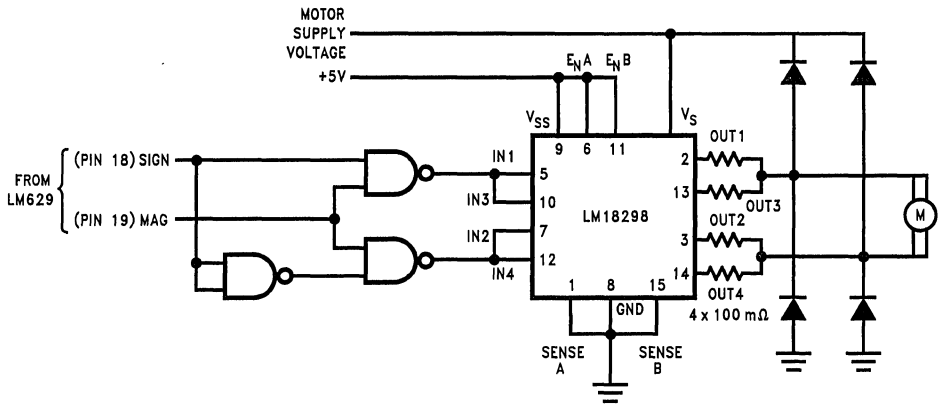 MOTOR
SUPPLY
VOLTAGE
+5V
ENA ENB
VSS
VS
9 6 11
FROM
LM629
(PIN 18) SIGN
(PIN 19) MAG
IN1
IN3
IN2
IN4
5
10
7
12
LM18298
2
13
3
14
OUT1
OUT3
OUT2
OUT4
4 x 100 mΩ
M
1 8 15
GND
SENSE
A
SENSE
B